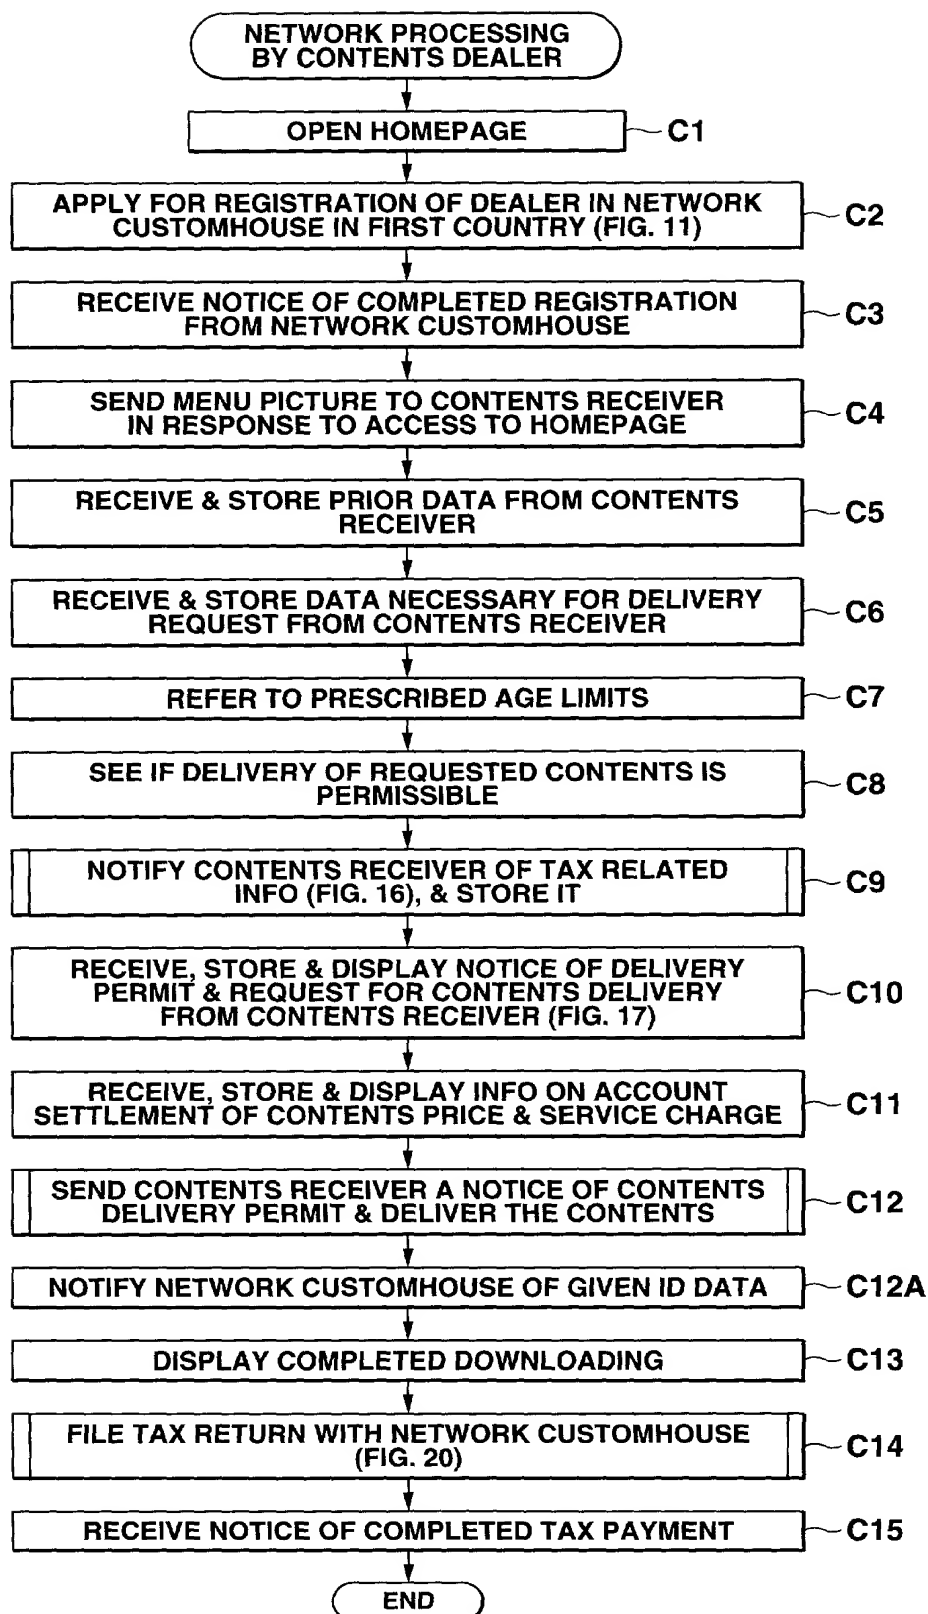 NETWORK PROCESSING
BY CONTENTS DEALER
OPEN HOMEPAGE
C1
APPLY FOR REGISTRATION OF DEALER IN NETWORK
CUSTOMHOUSE IN FIRST COUNTRY (FIG. 11)
C2
RECEIVE NOTICE OF COMPLETED REGISTRATION
FROM NETWORK CUSTOMHOUSE
C3
SEND MENU PICTURE TO CONTENTS RECEIVER
IN RESPONSE TO ACCESS TO HOMEPAGE
C4
RECEIVE & STORE PRIOR DATA FROM CONTENTS
RECEIVER
C5
RECEIVE & STORE DATA NECESSARY FOR DELIVERY
REQUEST FROM CONTENTS RECEIVER
C6
REFER TO PRESCRIBED AGE LIMITS
C7
SEE IF DELIVERY OF REQUESTED CONTENTS IS
PERMISSIBLE
C8
NOTIFY CONTENTS RECEIVER OF TAX RELATED
INFO (FIG. 16), & STORE IT
C9
RECEIVE, STORE & DISPLAY NOTICE OF DELIVERY
PERMIT & REQUEST FOR CONTENTS DELIVERY
FROM CONTENTS RECEIVER (FIG. 17)
C10
RECEIVE, STORE & DISPLAY INFO ON ACCOUNT
SETTLEMENT OF CONTENTS PRICE & SERVICE CHARGE
C11
SEND CONTENTS RECEIVER A NOTICE OF CONTENTS
DELIVERY PERMIT & DELIVER THE CONTENTS
C12
NOTIFY NETWORK CUSTOMHOUSE OF GIVEN ID DATA
C12A
DISPLAY COMPLETED DOWNLOADING
C13
FILE TAX RETURN WITH NETWORK CUSTOMHOUSE
(FIG. 20)
C14
RECEIVE NOTICE OF COMPLETED TAX PAYMENT
C15
END